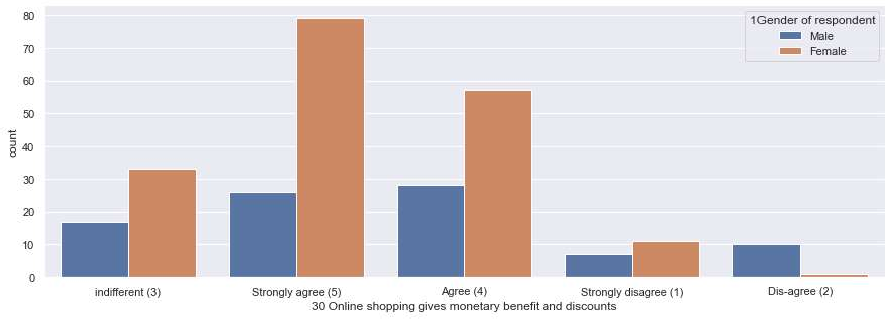 1Gender of respondent
Male
Female
count
80
70
60
50
40
30
20
10
0
indifferent (3) Strongly agree (5) Agree (4) Strongly disagree (1) Dis-agree (2)
30 Online shopping gives monetary benefit and discounts